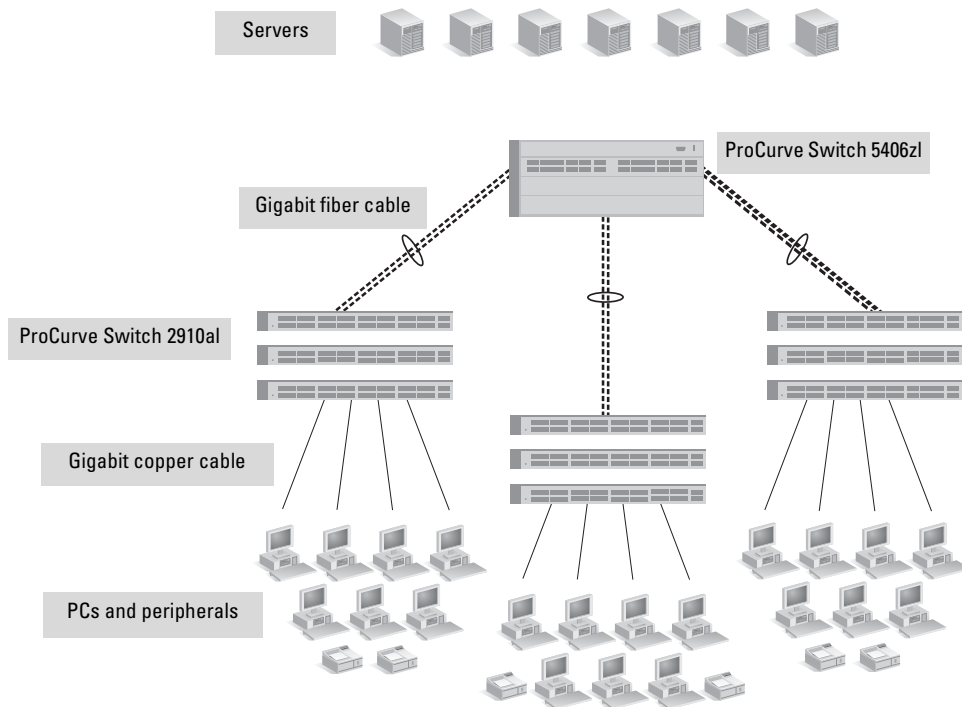 Servers
ProCurve Switch 5406zl
Gigabit fiber cable
ProCurve Switch 2910al
Gigabit copper cable
PCs and peripherals